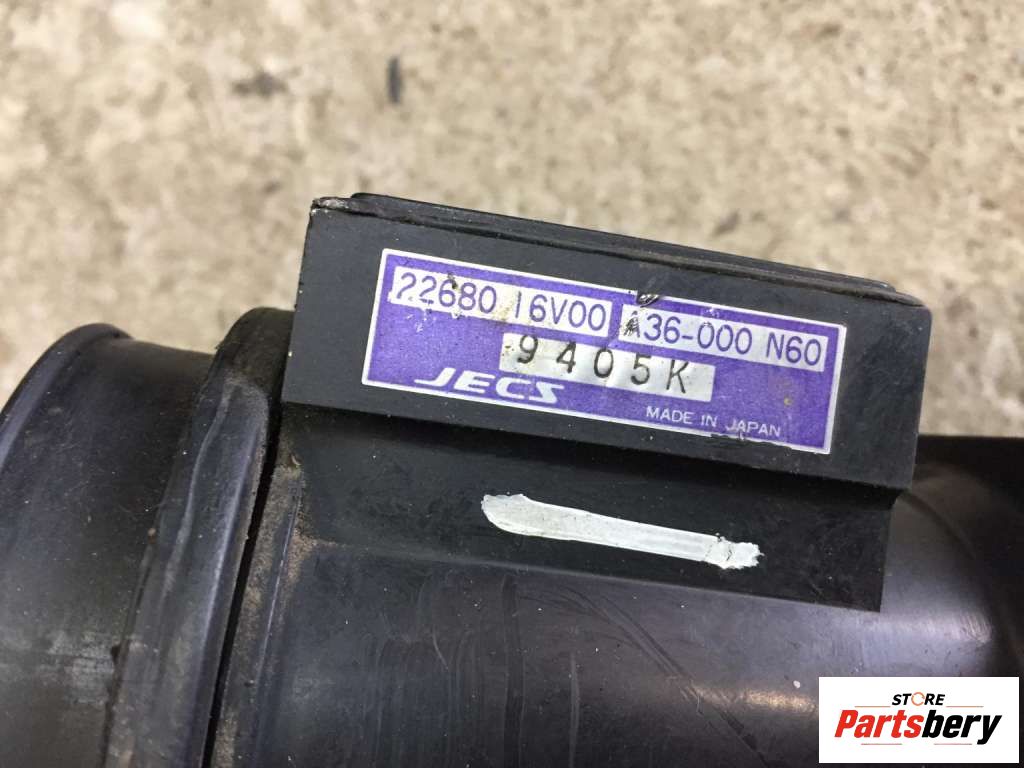 22680 16V00 A36-000 N60
9405K
JECS
MADE IN JAPAN
STORE
Partsbery